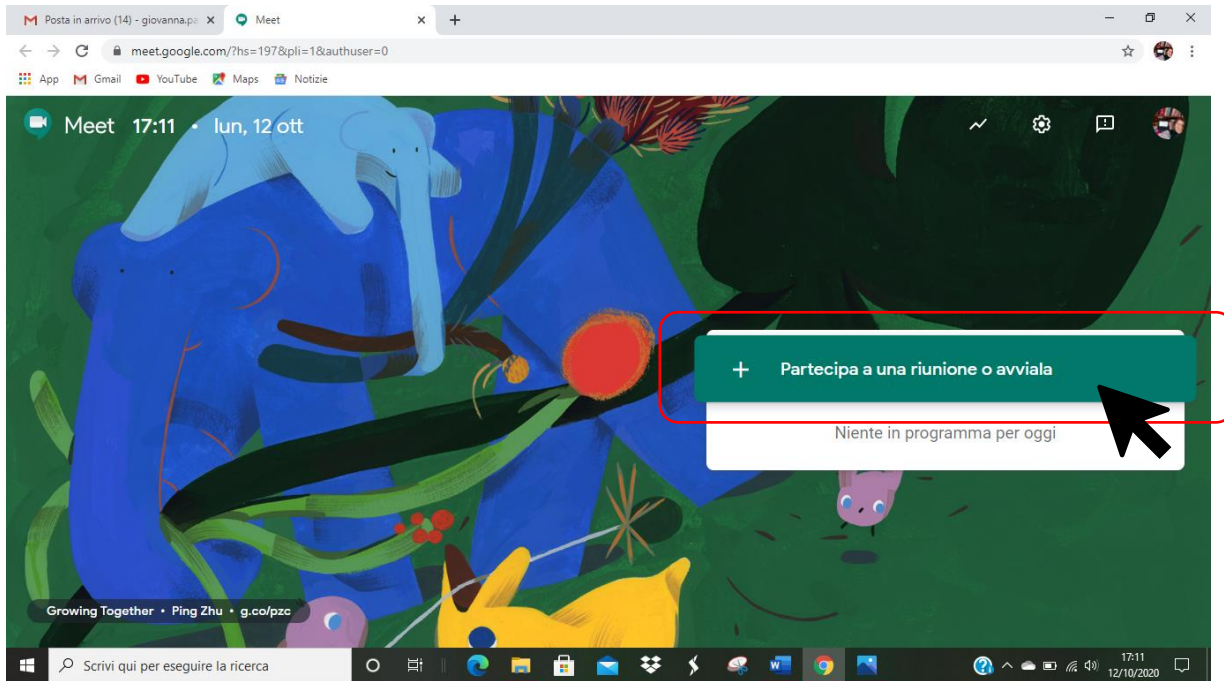 Posta in arrivo (14) - giovanna.pa
Meet
meet.google.com/?hs=197&pli=1&authuser=0
App Gmail YouTube Maps Notizie
Meet 17:11 • lun, 12 ott
+ Partecipa a una riunione o avviala
Niente in programma per oggi
Growing Together • Ping Zhu • g.co/pzc
Scrivi qui per eseguire la ricerca
17:11
12/10/2020